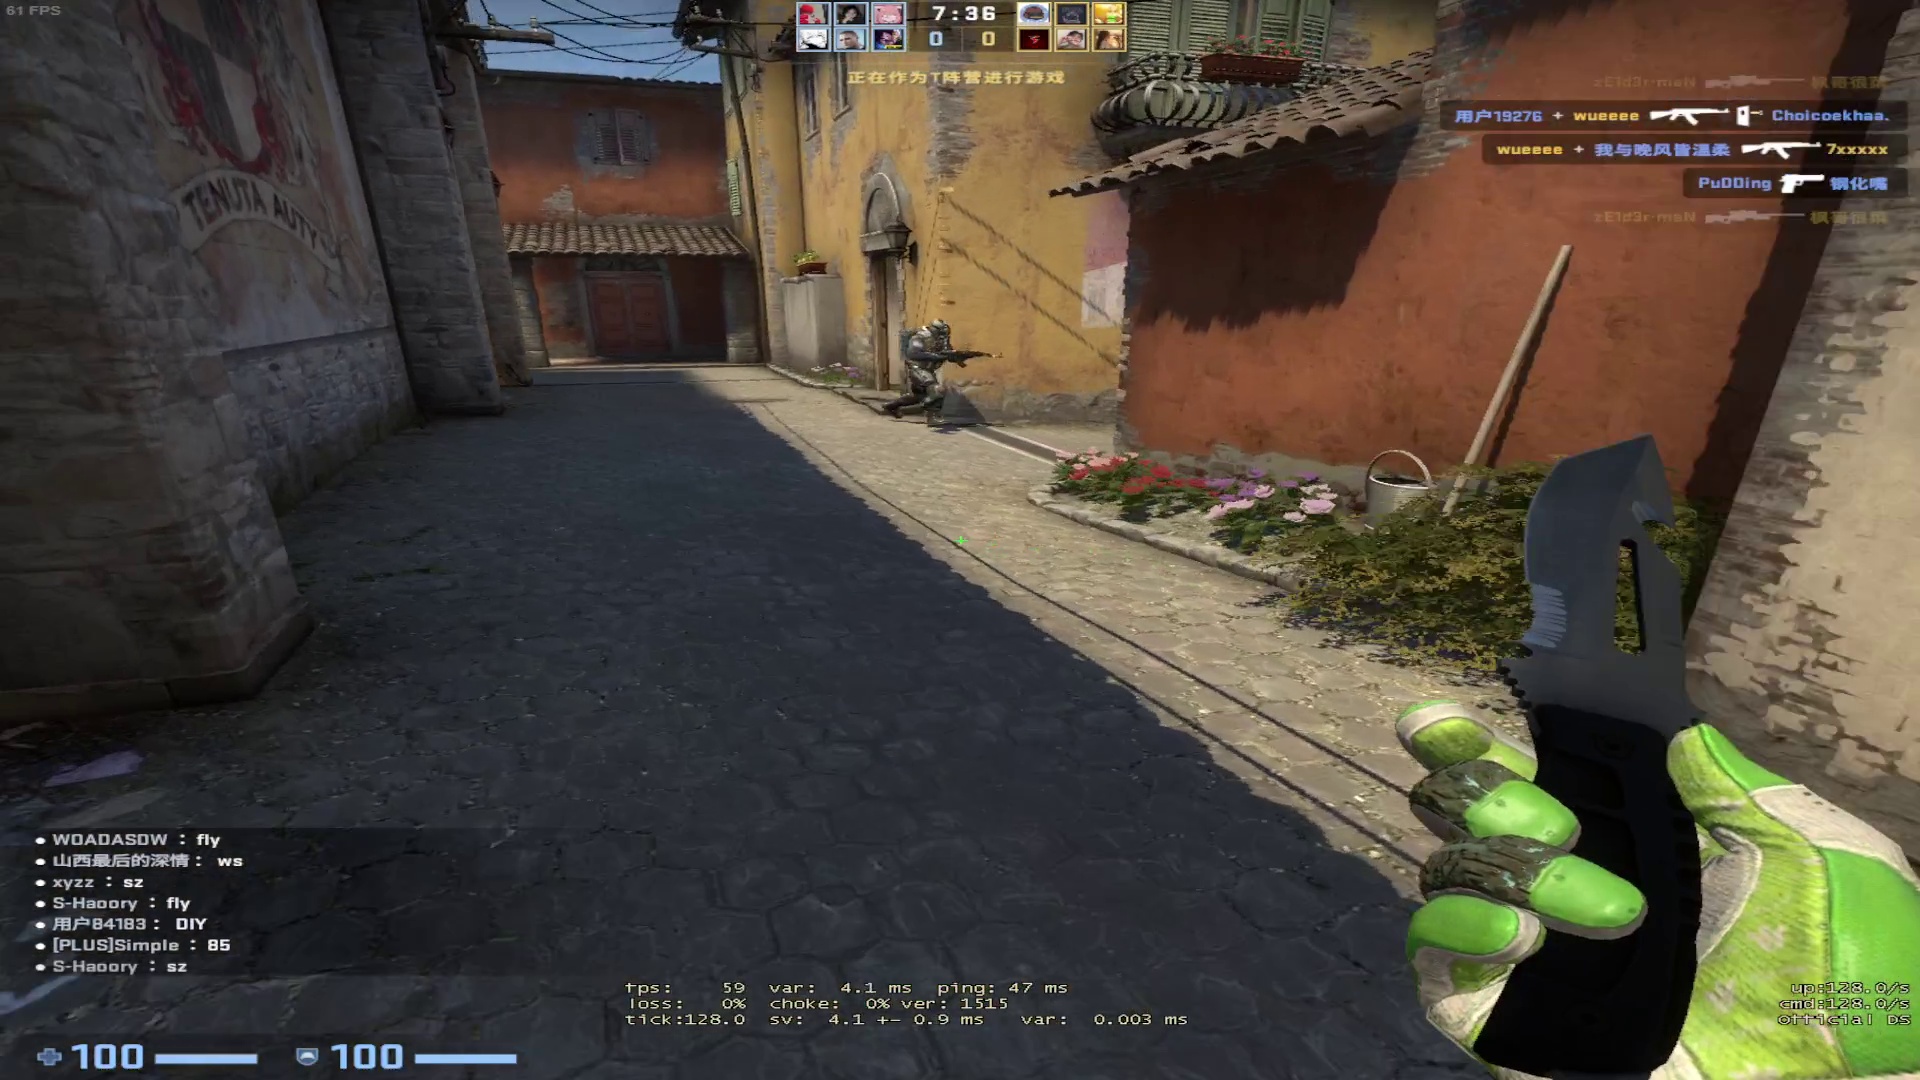 61 FPS
7:36
0 0
正在作为T阵营进行游戏
zE1d3r-msN
用户19276 + wueeee Choicoekhaa.
wueeee + 我与晚风皆温柔 7xxxxx
PuDDing 钢化嘴
zE1d3r-msN
TENUTA AUTY
WOADASOW : fly
山西最后的深情 : ws
xyzz : sz
S-Haoory : fly
用户84183 : DIY
[PLUS]Simple : 85
S-Haoory : sz
fps: 59 var: 4.1 ms ping: 47 ms
loss: 0% choke: 0% ver: 1515
tick:128.0 sv: 4.1 +- 0.9 ms var: 0.003 ms
up:128.0/s
cmd:128.0/s
Official DS
100 100